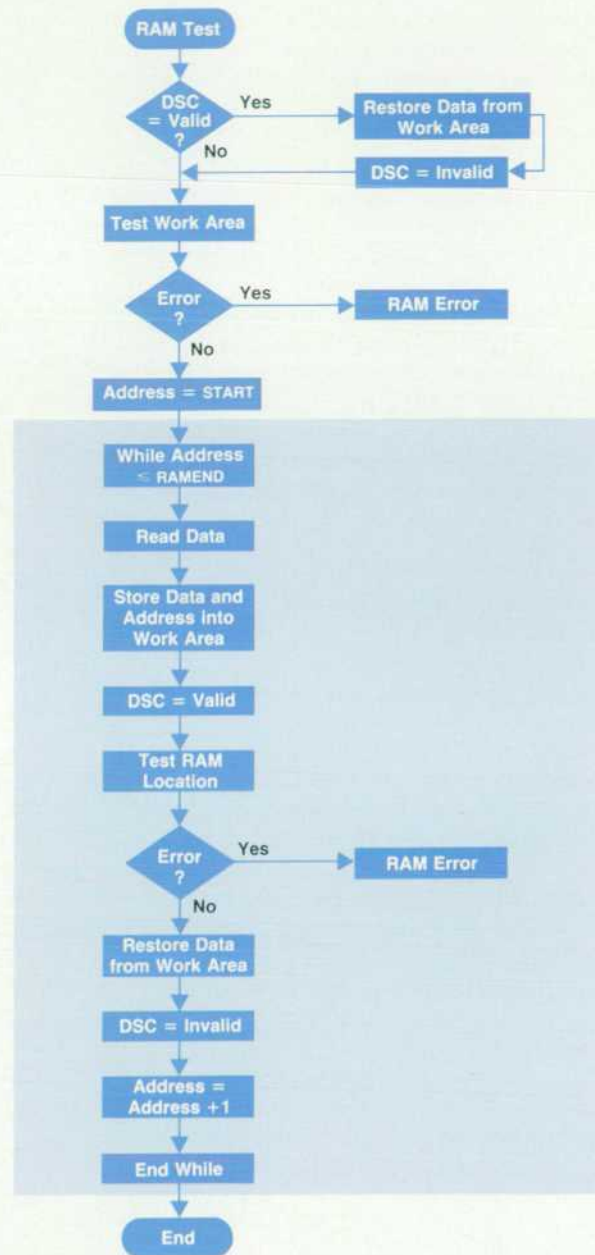 RAM Test
DSC
= Valid
?
Yes
Restore Data from
Work Area
No
DSC = Invalid
Test Work Area
Error
?
Yes
RAM Error
No
Address = START
While Address
≤ RAMEND
Read Data
Store Data and
Address into
Work Area
DSC = Valid
Test RAM
Location
Error
?
Yes
RAM Error
No
Restore Data
from Work Area
DSC = Invalid
Address =
Address +1
End While
End